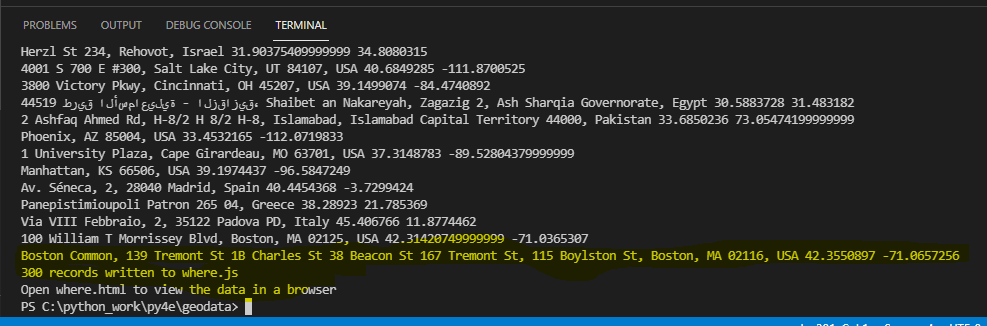 PROBLEMS OUTPUT DEBUG CONSOLE TERMINAL
Herzl St 234, Rehovot, Israel 31.90375409999999 34.8080315
4001 S 700 E #300, Salt Lake City, UT 84107, USA 40.6849285 -111.8700525
3800 Victory Pkwy, Cincinnati, OH 45207, USA 39.1499074 -84.4740892
44519 طريق الأسماعيلية - الزقازيق، Shaibet an Nakareyah, Zagazig 2, Ash Sharqia Governorate, Egypt 30.5883728 31.483182
2 Ashfaq Ahmed Rd, H-8/2 H 8/2 H-8, Islamabad, Islamabad Capital Territory 44000, Pakistan 33.6850236 73.05474199999999
Phoenix, AZ 85004, USA 33.4532165 -112.0719833
1 University Plaza, Cape Girardeau, MO 63701, USA 37.3148783 -89.52804379999999
Manhattan, KS 66506, USA 39.1974437 -96.5847249
Av. Séneca, 2, 28040 Madrid, Spain 40.4454368 -3.7299424
Panepistimioupoli Patron 265 04, Greece 38.28923 21.785369
Via VIII Febbraio, 2, 35122 Padova PD, Italy 45.406766 11.8774462
100 William T Morrissey Blvd, Boston, MA 02125, USA 42.31420749999999 -71.0365307
Boston Common, 139 Tremont St 1B Charles St 38 Beacon St 167 Tremont St, 115 Boylston St, Boston, MA 02116, USA 42.3550897 -71.0657256
300 records written to where.js
Open where.html to view the data in a browser
PS C:\python_work\py4e\geodata>